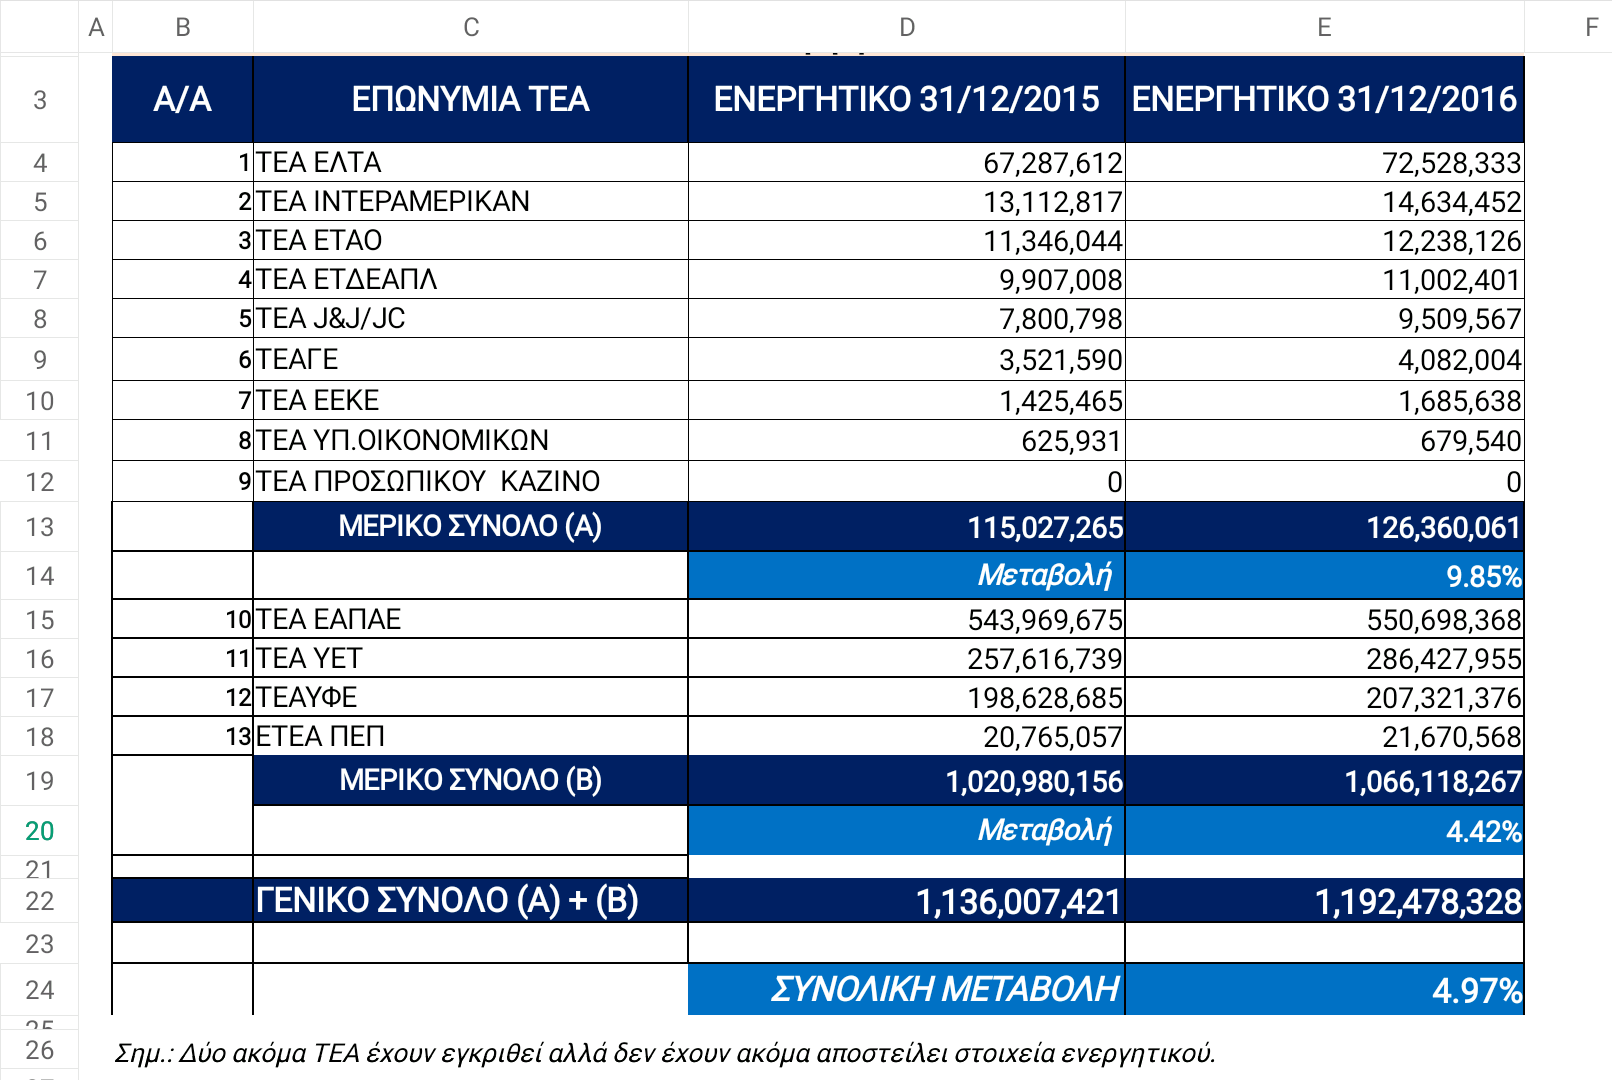 A B C D E F
3 Α/Α ΕΠΩΝΥΜΙΑ ΤΕΑ ΕΝΕΡΓΗΤΙΚΟ 31/12/2015 ΕΝΕΡΓΗΤΙΚΟ 31/12/2016
4 1 ΤΕΑ ΕΛΤΑ 67,287,612 72,528,333
5 2 ΤΕΑ ΙΝΤΕΡΑΜΕΡΙΚΑΝ 13,112,817 14,634,452
6 3 ΤΕΑ ΕΤΑΟ 11,346,044 12,238,126
7 4 ΤΕΑ ΕΤΔΕΑΠΛ 9,907,008 11,002,401
8 5 ΤΕΑ J&J/JC 7,800,798 9,509,567
9 6 ΤΕΑΓΕ 3,521,590 4,082,004
10 7 ΤΕΑ ΕΕΚΕ 1,425,465 1,685,638
11 8 ΤΕΑ ΥΠ.ΟΙΚΟΝΟΜΙΚΩΝ 625,931 679,540
12 9 ΤΕΑ ΠΡΟΣΩΠΙΚΟΥ ΚΑΖΙΝΟ 0 0
13 ΜΕΡΙΚΟ ΣΥΝΟΛΟ (Α) 115,027,265 126,360,061
14 Μεταβολή 9.85%
15 10 ΤΕΑ ΕΑΠΑΕ 543,969,675 550,698,368
16 11 ΤΕΑ ΥΕΤ 257,616,739 286,427,955
17 12 ΤΕΑΥΦΕ 198,628,685 207,321,376
18 13 ΕΤΕΑ ΠΕΠ 20,765,057 21,670,568
19 ΜΕΡΙΚΟ ΣΥΝΟΛΟ (Β) 1,020,980,156 1,066,118,267
20 Μεταβολή 4.42%
21
22 ΓΕΝΙΚΟ ΣΥΝΟΛΟ (Α) + (Β) 1,136,007,421 1,192,478,328
23
24 ΣΥΝΟΛΙΚΗ ΜΕΤΑΒΟΛΗ 4.97%
25
26 Σημ.: Δύο ακόμα ΤΕΑ έχουν εγκριθεί αλλά δεν έχουν ακόμα αποστείλει στοιχεία ενεργητικού.